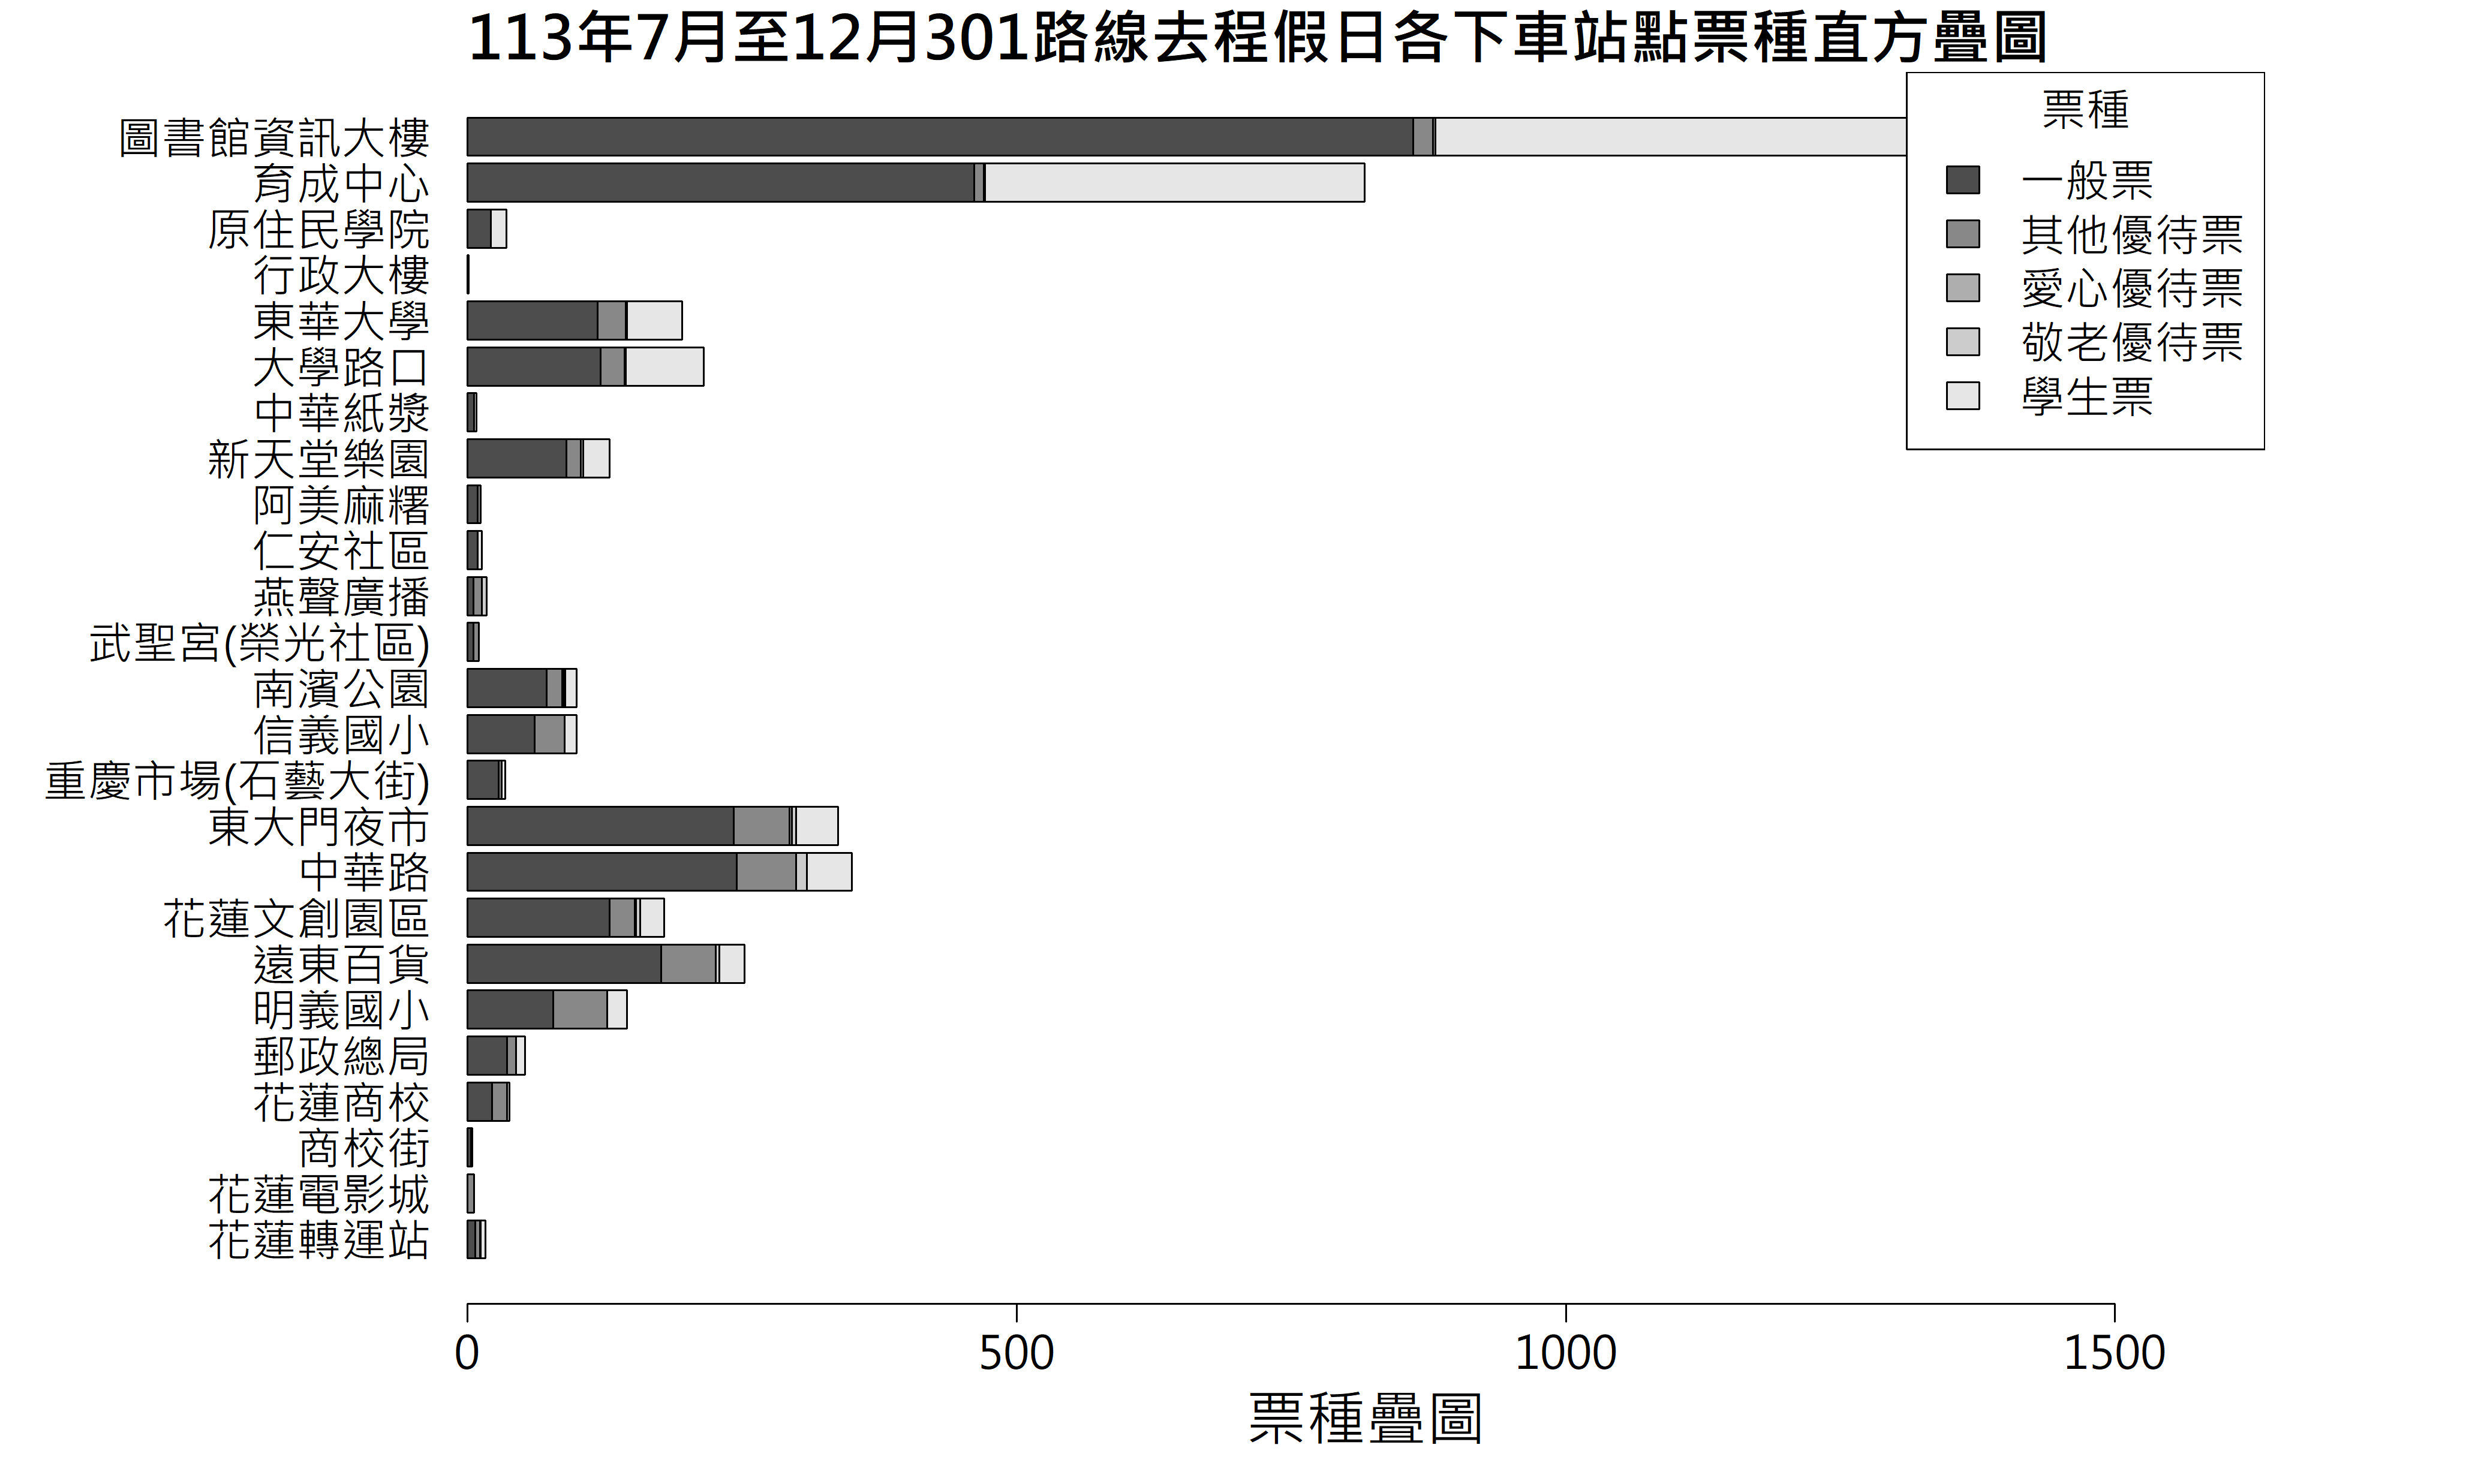 113年7月至12月301路線去程假日各下車站點票種直方疊圖
票種
一般票
其他優待票
愛心優待票
敬老優待票
學生票
圖書館資訊大樓
育成中心
原住民學院
行政大樓
東華大學
大學路口
中華紙漿
新天堂樂園
阿美麻糬
仁安社區
燕聲廣播
武聖宮(榮光社區)
南濱公園
信義國小
重慶市場(石藝大街)
東大門夜市
中華路
花蓮文創園區
遠東百貨
明義國小
郵政總局
花蓮商校
商校街
花蓮電影城
花蓮轉運站
0 500 1000 1500
票種疊圖